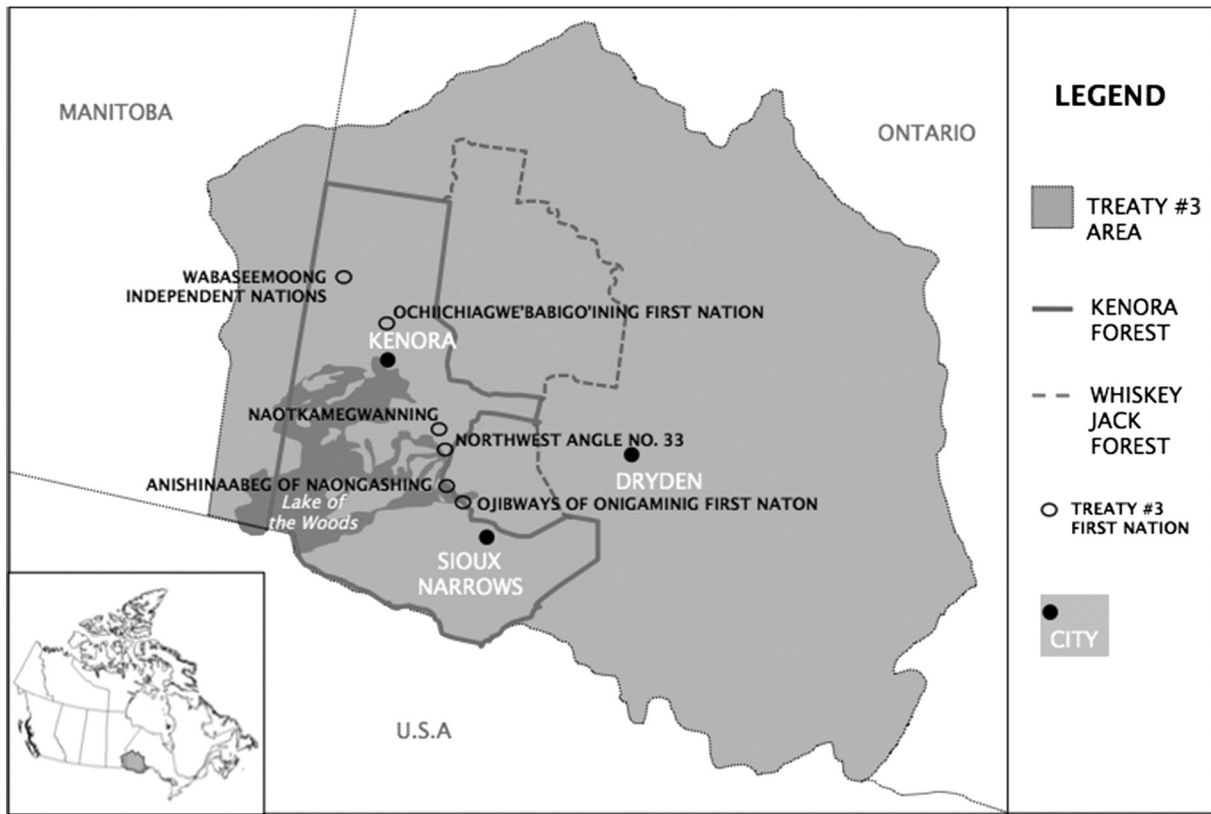 MANITOBA
ONTARIO
WABASEEMOONG
INDEPENDENT NATIONS
OCHIICHIAGWE'BABIGO'INING FIRST NATION
KENORA
NAOTKAMEGWANNING
NORTHWEST ANGLE NO. 33
DRYDEN
ANISHINAABEG OF NAONGASHING
OJIBWAYS OF ONIGAMING FIRST NATON
Lake of
the Woods
SIOUX
NARROWS
U.S.A
LEGEND
TREATY #3
AREA
KENORA
FOREST
WHISKEY
JACK
FOREST
TREATY #3
FIRST NATION
CITY